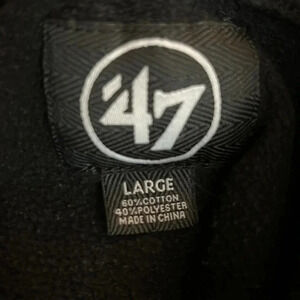 '47
LARGE
60% COTTON
40% POLYESTER
MADE IN CHINA